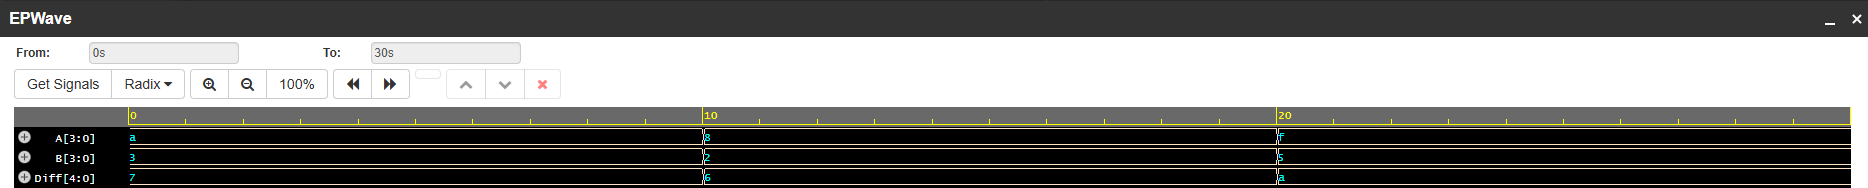 EPWave
From: 0s To: 30s
Get Signals Radix 100%
0 10 20
A[3:0] a 8 f
B[3:0] 3 2 5
Diff[4:0] 7 6 a